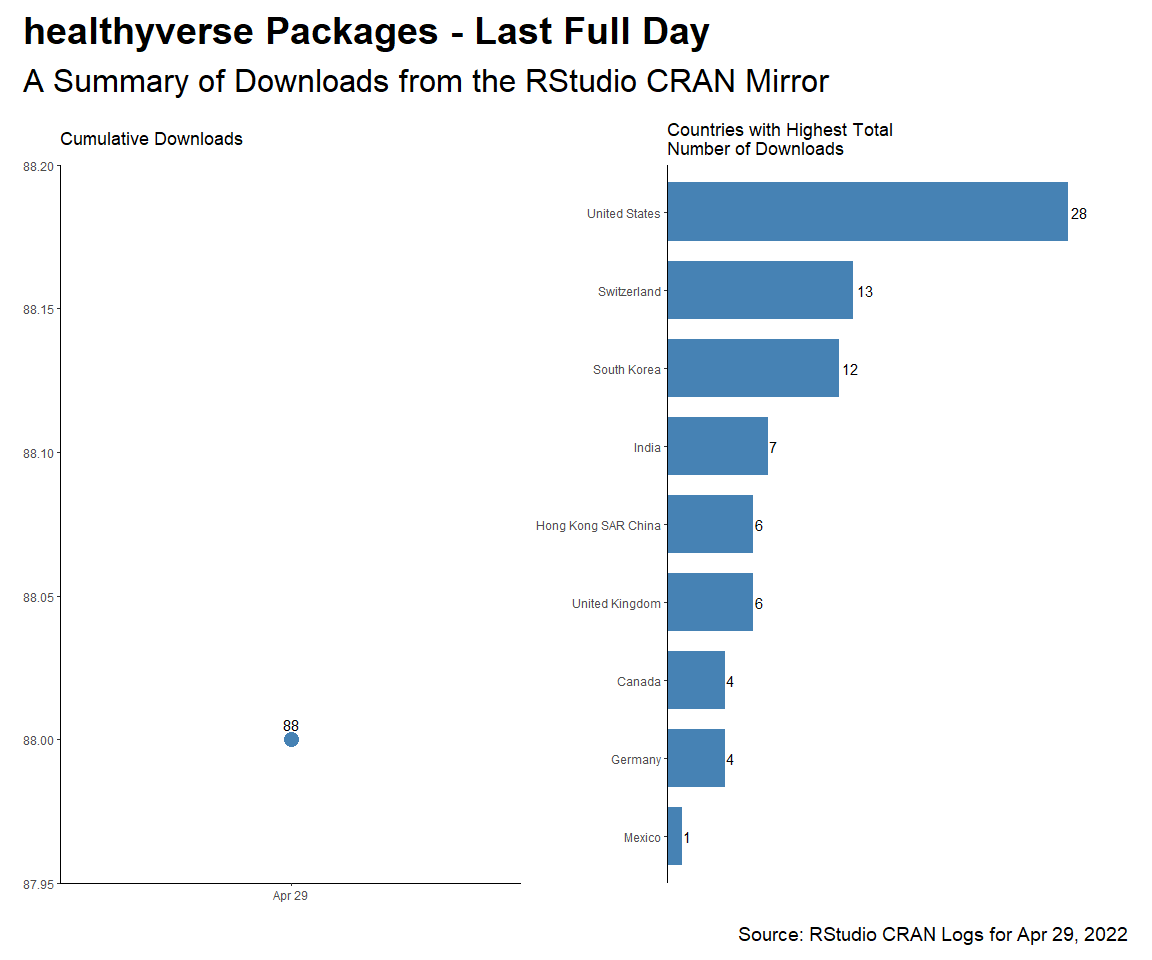 healthyverse Packages - Last Full Day
A Summary of Downloads from the RStudio CRAN Mirror
Cumulative Downloads
88.20
88.15
88.10
88.05
88.00
87.95
88
Apr 29
Countries with Highest Total
Number of Downloads
United States 28
Switzerland 13
South Korea 12
India 7
Hong Kong SAR China 6
United Kingdom 6
Canada 4
Germany 4
Mexico 1
Source: RStudio CRAN Logs for Apr 29, 2022